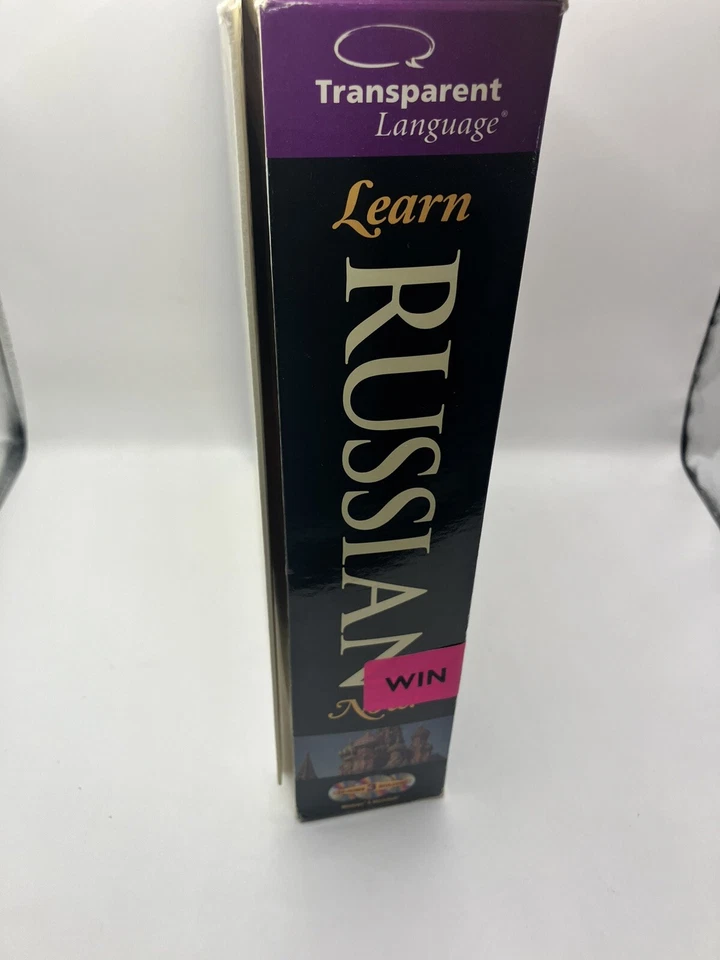 Transparent
Language®
Learn
RUSSIAN
WIN